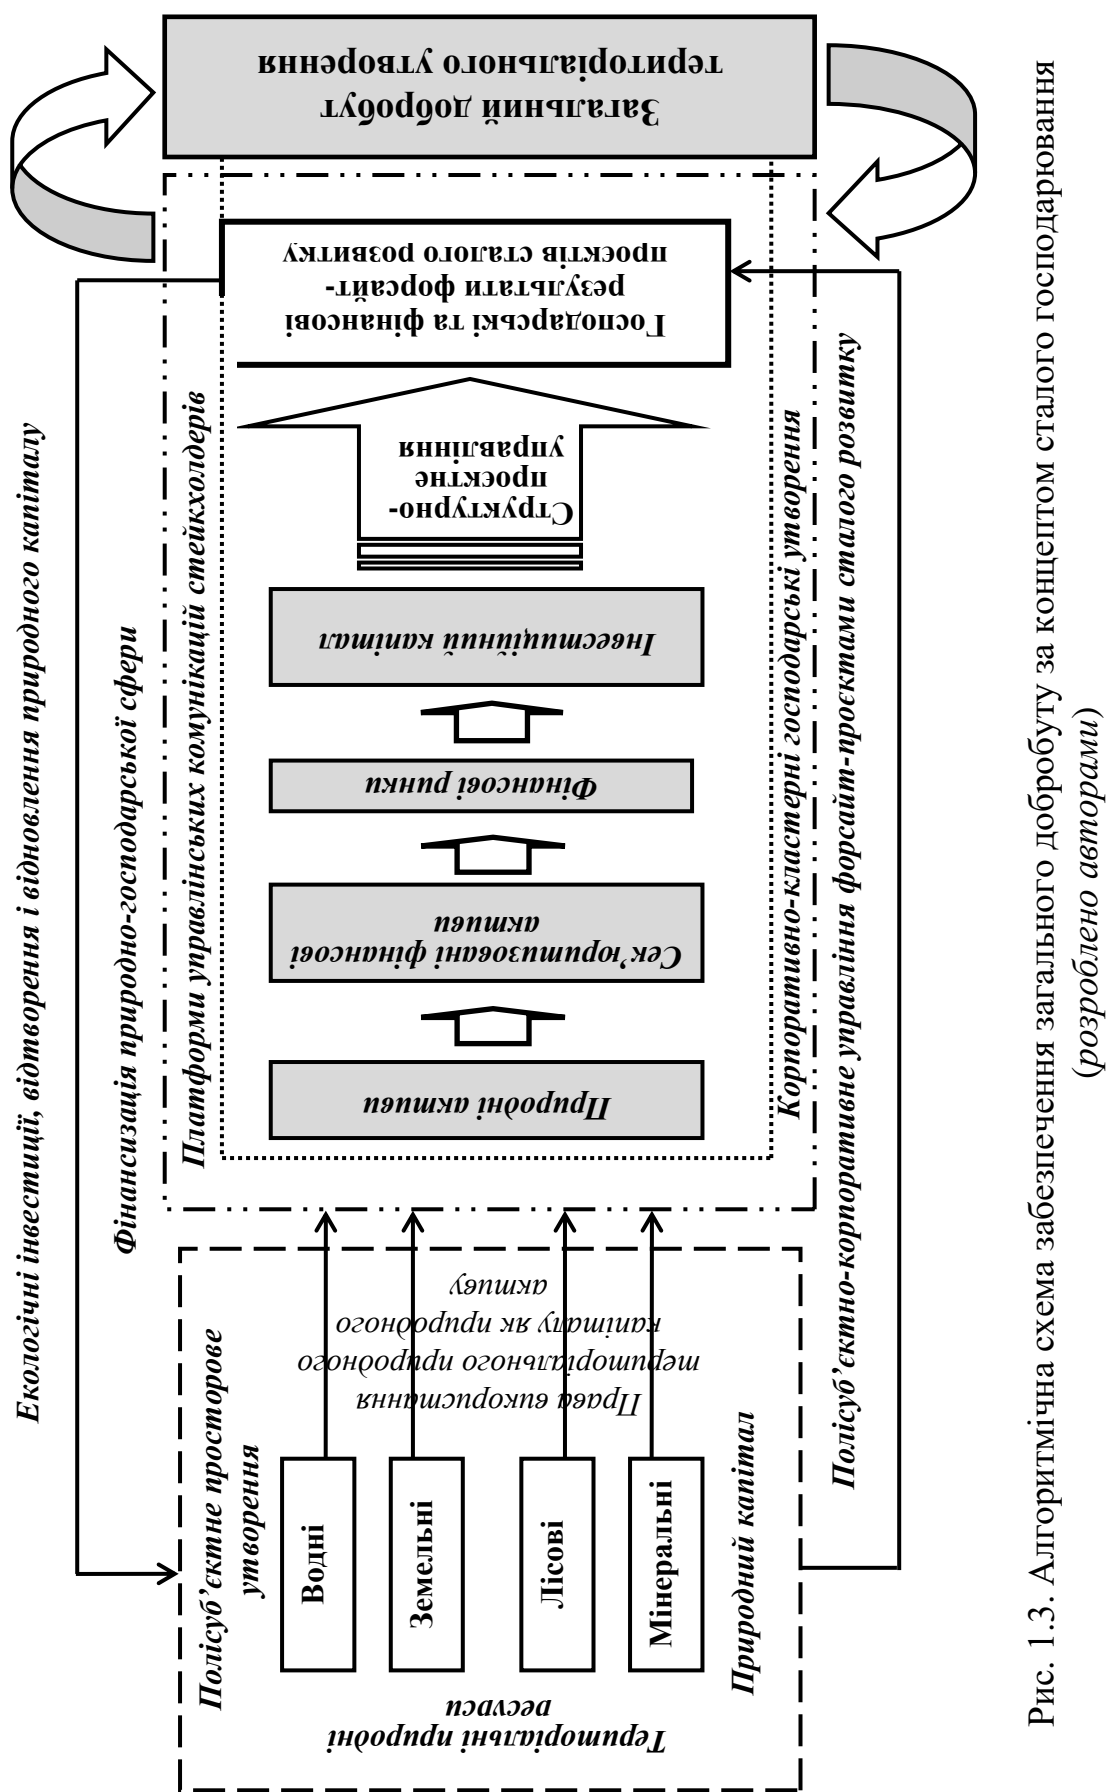 Екологічні інвестиції, відтворення і відновлення природного капіталу
Фінансизація природно-господарської сфери
Полісуб’єктне просторове
утворення
Платформи управлінських комунікацій стейкхолдерів
Територіальні природні
ресурси
Водні
Земельні
Лісові
Мінеральні
Природний капітал
Права використання
територіального природного
капіталу як природного
активу
Природні активи
Сек’юритизовані фінансові
активи
Фінансові ринки
Інвестиційний капітал
Структурно-
проєктне
управління
Господарські та фінансові
результати форсайт-
проєктів сталого розвитку
Загальний добробут
територіального утворення
Корпоративно-кластерні господарські утворення
Полісуб’єктно-корпоративне управління форсайт-проєктами сталого розвитку
Рис. 1.3. Алгоритмічна схема забезпечення загального добробуту за концептом сталого господарювання
(розроблено авторами)